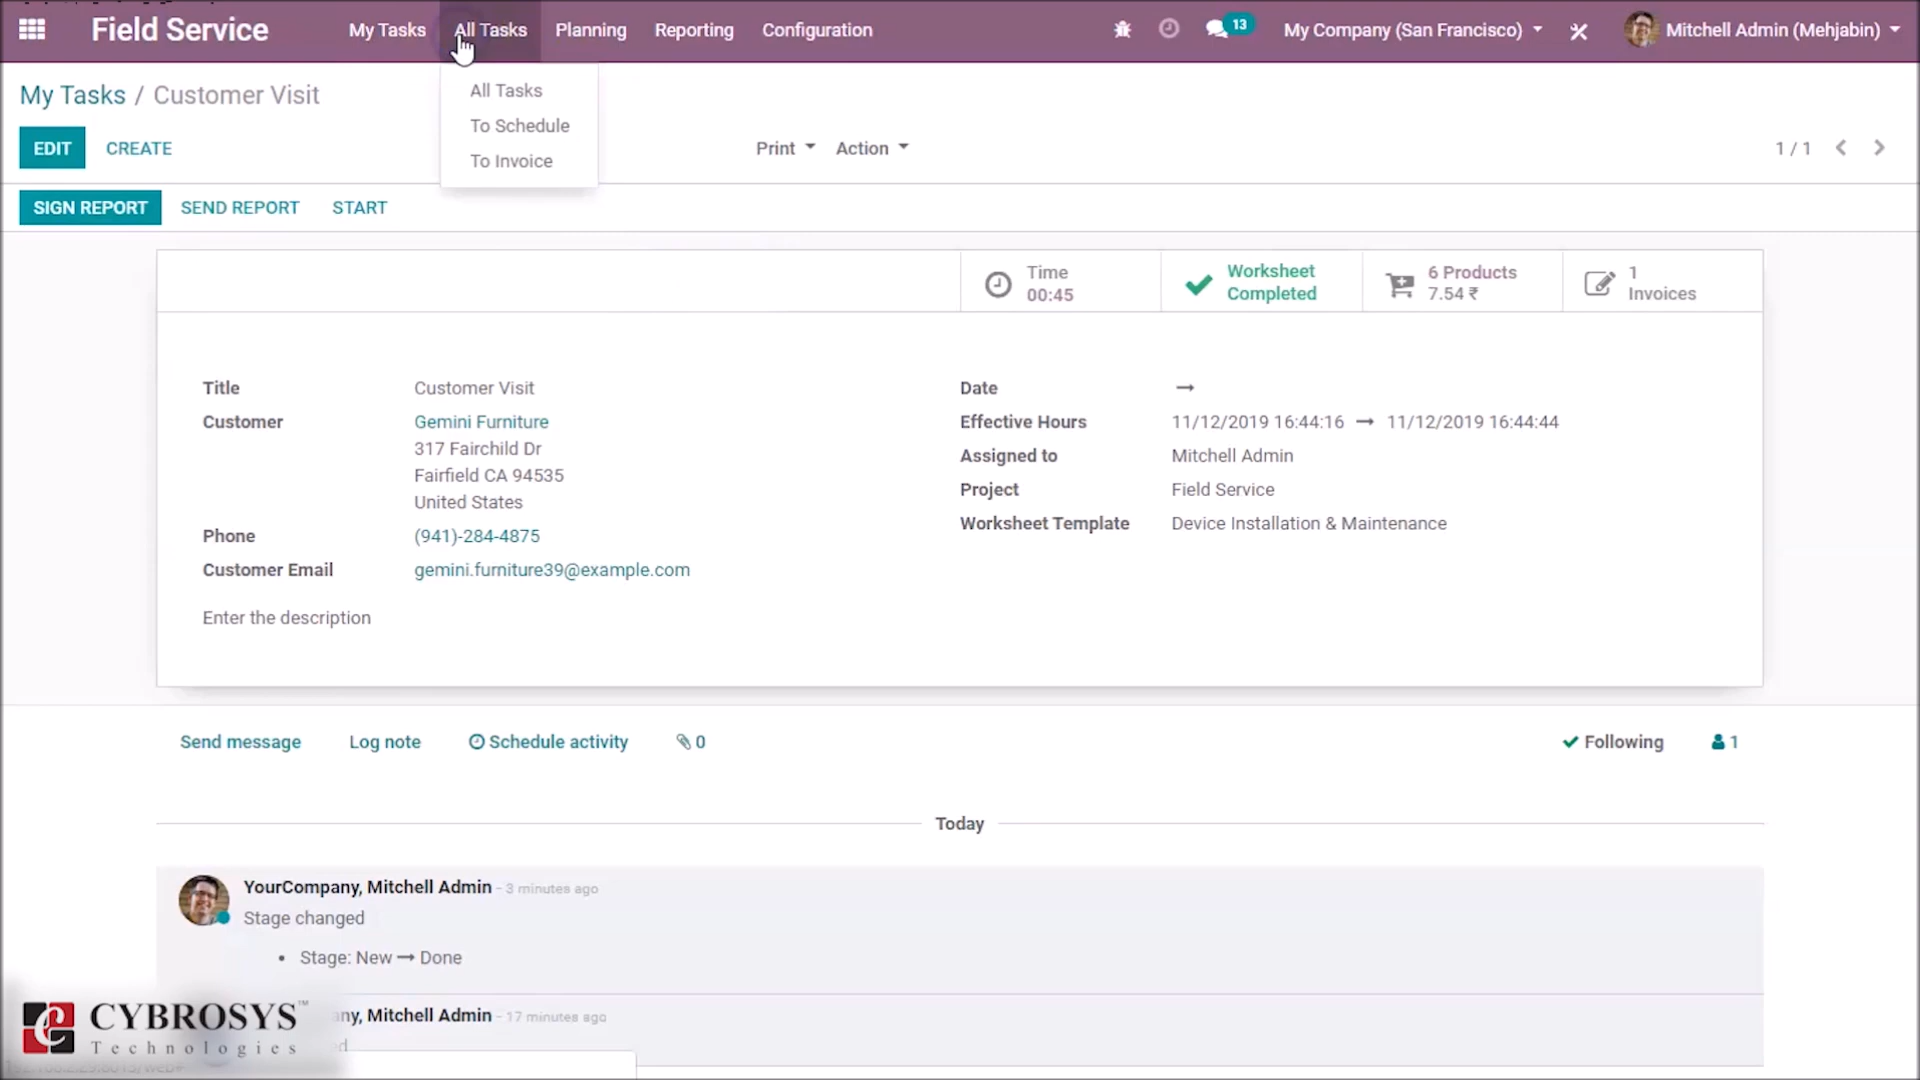 Field Service My Tasks All Tasks Planning Reporting Configuration 13 My Company (San Francisco) Mitchell Admin (Mehjabin)
All Tasks
To Schedule
To Invoice
My Tasks / Customer Visit
EDIT CREATE Print Action 1 / 1
SIGN REPORT SEND REPORT START
Time
00:45
Worksheet
Completed
6 Products
7.54 ₹
1
Invoices
Title Customer Visit
Customer Gemini Furniture
317 Fairchild Dr
Fairfield CA 94535
United States
Phone (941)-284-4875
Customer Email gemini.furniture39@example.com
Enter the description
Date →
Effective Hours 11/12/2019 16:44:16 → 11/12/2019 16:44:44
Assigned to Mitchell Admin
Project Field Service
Worksheet Template Device Installation & Maintenance
Send message Log note Schedule activity 0 Following 1
Today
YourCompany, Mitchell Admin - 3 minutes ago
Stage changed
• Stage: New → Done
ny, Mitchell Admin - 17 minutes ago
CYBROSYS™
Technologies